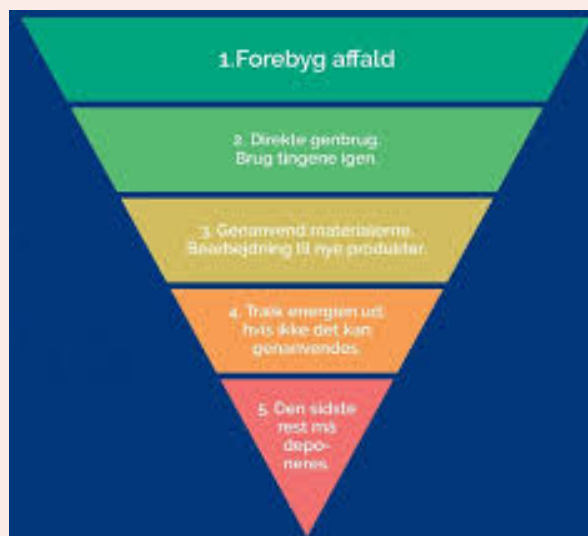 1.Forebyg affald
2. Direkte genbrug.
Brug tingene igen.
3. Genanvend materialerne.
Bearbejdning til nye produkter.
4. Træk energien ud,
hvis ikke det kan
genanvendes.
5. Den sidste
rest må
depo-
neres.